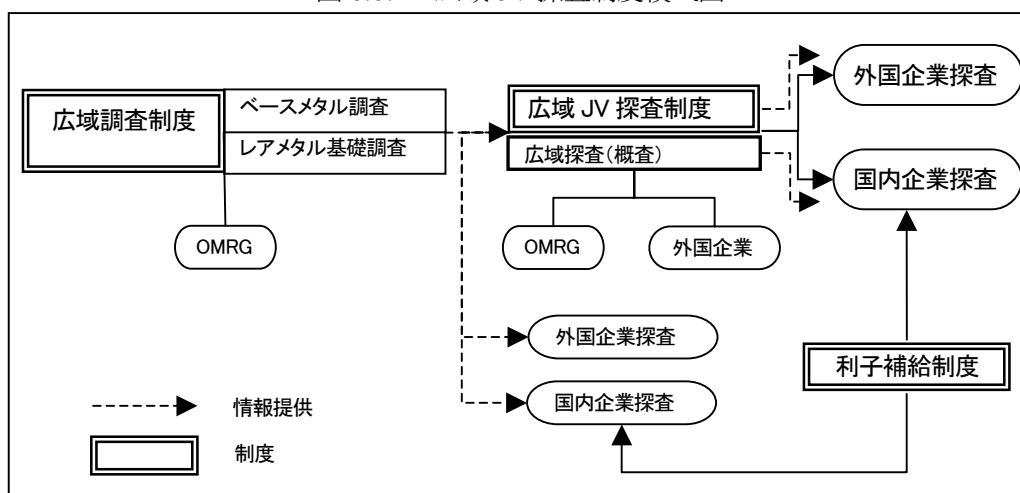 広域調査制度
ベースメタル調査
レアメタル基礎調査
OMRG
広域 JV 探査制度
広域探査(概査)
OMRG
外国企業
外国企業探査
国内企業探査
外国企業探査
国内企業探査
利子補給制度
情報提供
制度